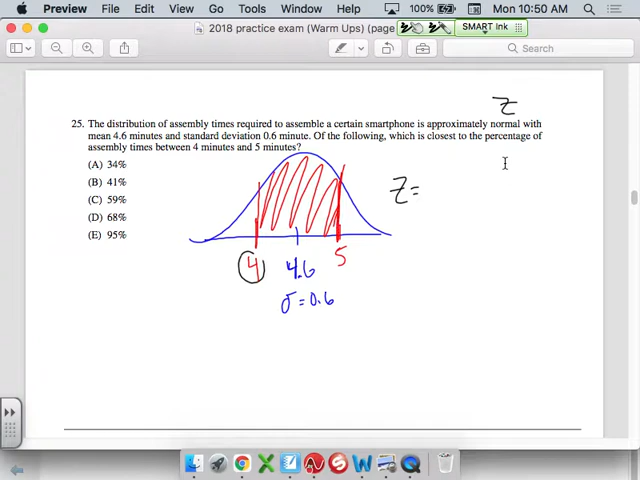 Preview File Edit View Go Tools Window Help 100% Mon 10:50 AM
2018 practice exam (Warm Ups) (page
SMART Ink
Search
z
25. The distribution of assembly times required to assemble a certain smartphone is approximately normal with
mean 4.6 minutes and standard deviation 0.6 minute. Of the following, which is closest to the percentage of
assembly times between 4 minutes and 5 minutes?
(A) 34%
(B) 41%
(C) 59%
(D) 68%
(E) 95%
z=
4 4.6 5
σ=0.6